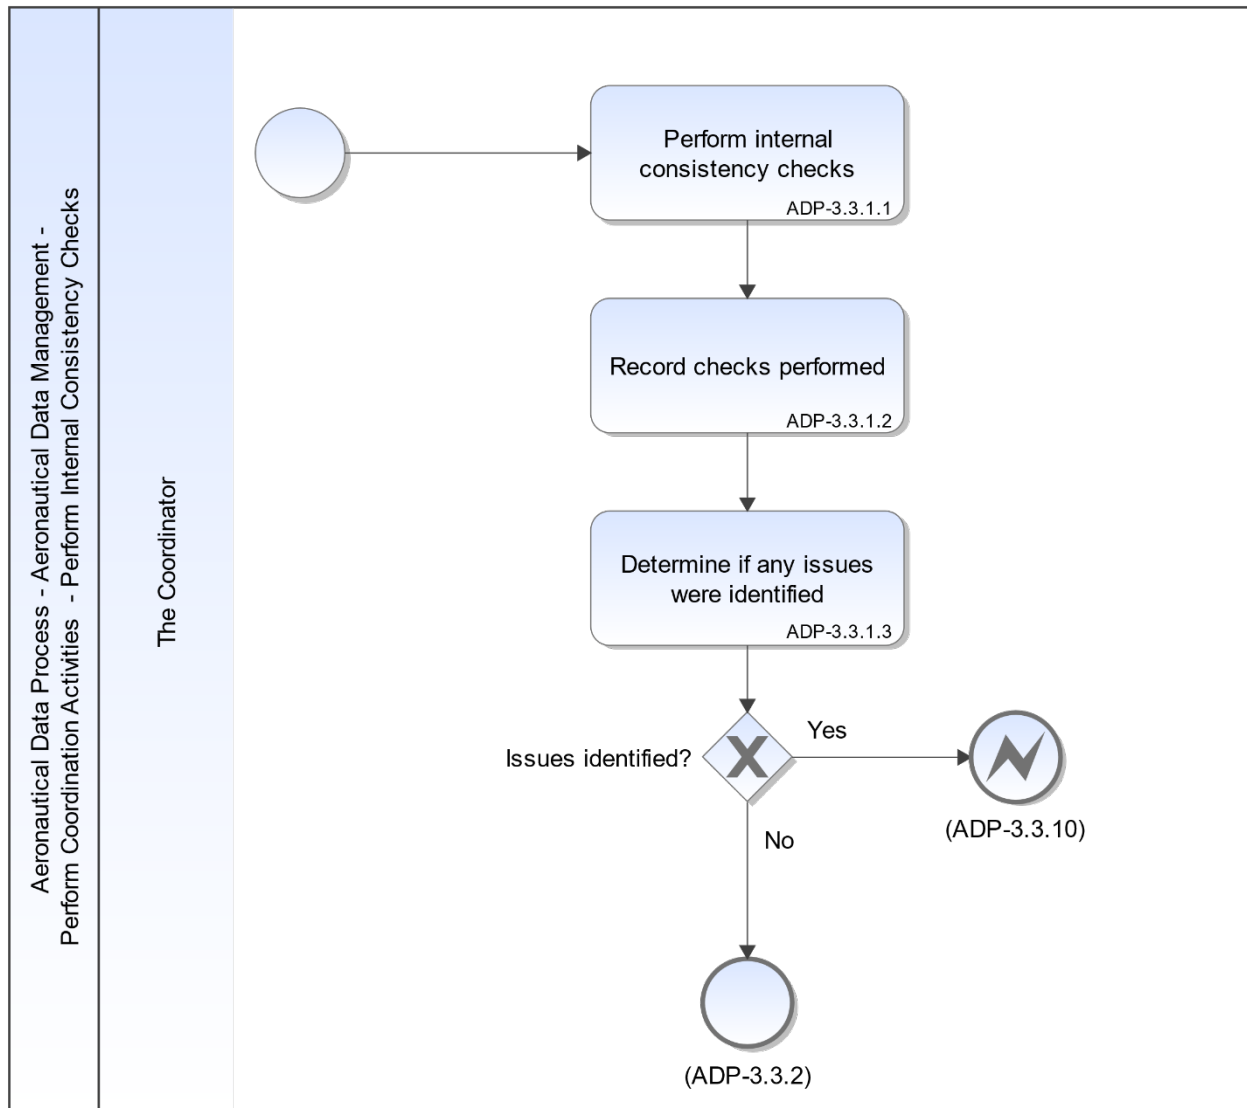 Aeronautical Data Process - Aeronautical Data Management -
Perform Coordination Activities  - Perform Internal Consistency Checks
The Coordinator
Perform internal
consistency checks
ADP-3.3.1.1
Record checks performed
ADP-3.3.1.2
Determine if any issues
were identified
ADP-3.3.1.3
Issues identified?
Yes
(ADP-3.3.10)
No
(ADP-3.3.2)